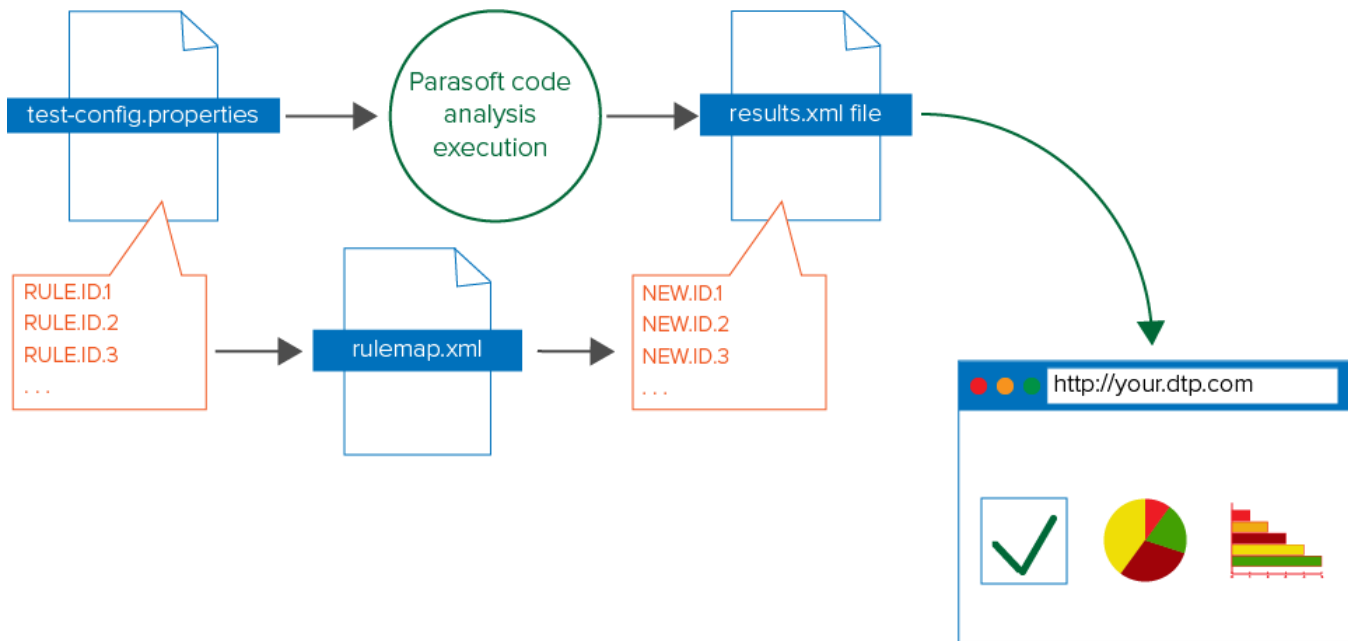 test-config.properties
Parasoft code
analysis
execution
results.xml file
RULE.ID.1
RULE.ID.2
RULE.ID.3
. . .
rulemap.xml
NEW.ID.1
NEW.ID.2
NEW.ID.3
. . .
http://your.dtp.com